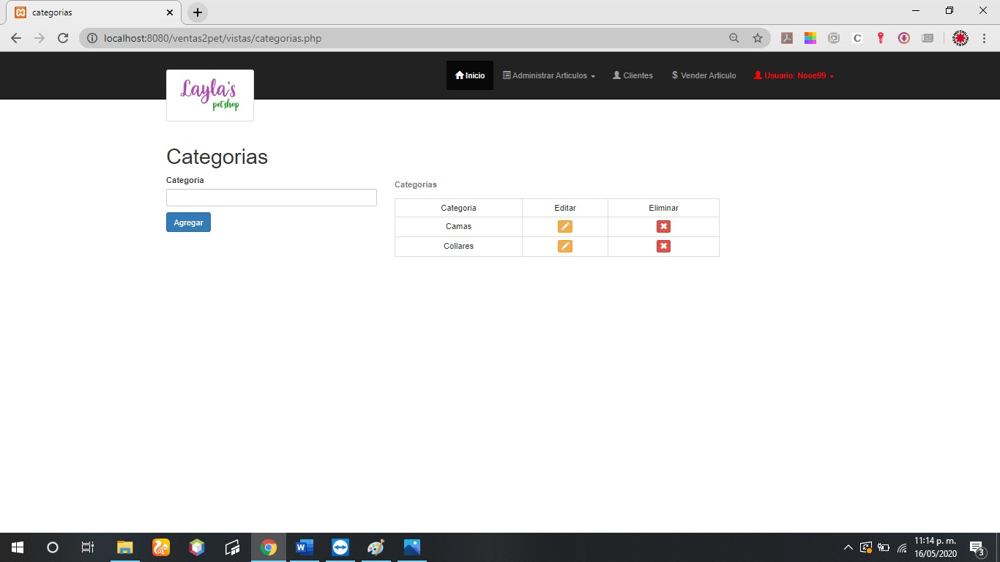 categorias
localhost:8080/ventas2pet/vistas/categorias.php
C
Layla's
petshop
Inicio
Administrar Articulos
Clientes
$ Vender Articulo
Usuario: Nooe99
Categorias
Categoria
Agregar
Categorias
Categoria Editar Eliminar
Camas
Collares
11:14 p. m.
16/05/2020
3